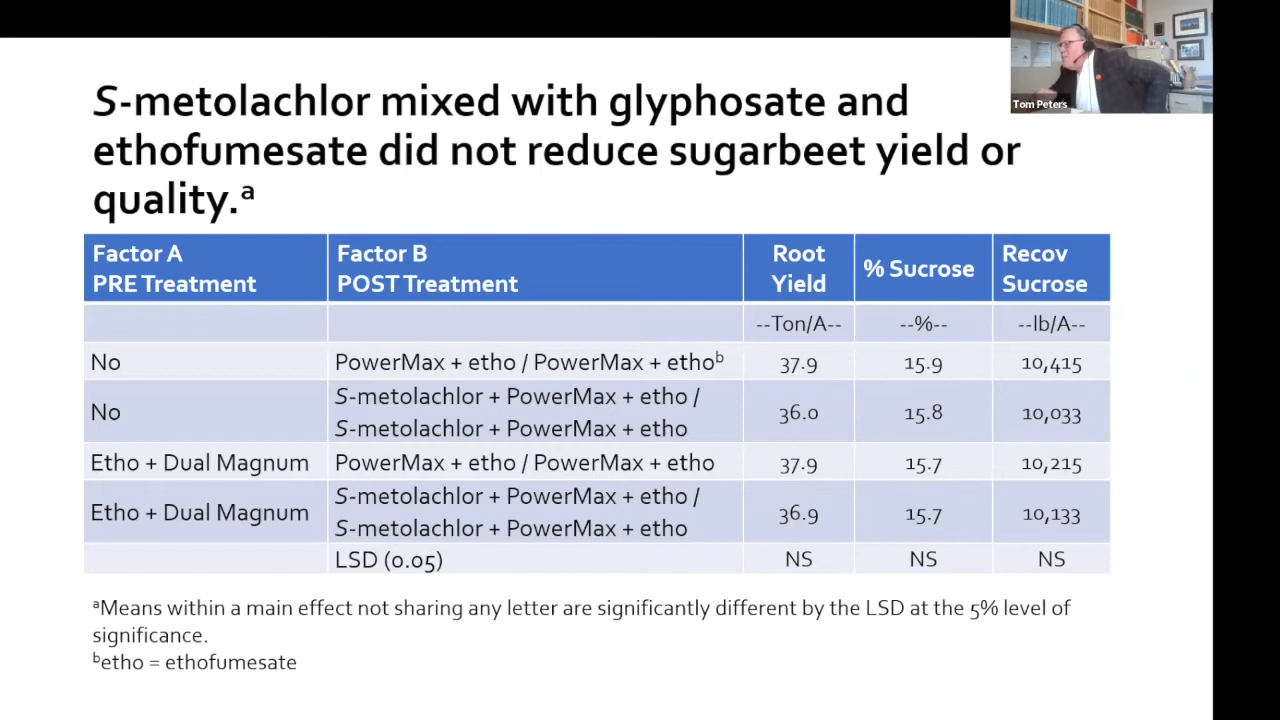 S-metolachlor mixed with glyphosate and
ethofumesate did not reduce sugarbeet yield or
quality.ᵃ
Tom Peters
Factor A
PRE Treatment
Factor B
POST Treatment
Root
Yield
% Sucrose
Recov
Sucrose
--Ton/A--
--%--
--lb/A--
No
PowerMax + etho / PowerMax + ethoᵇ
37.9
15.9
10,415
No
S-metolachlor + PowerMax + etho /
S-metolachlor + PowerMax + etho
36.0
15.8
10,033
Etho + Dual Magnum
PowerMax + etho / PowerMax + etho
37.9
15.7
10,215
Etho + Dual Magnum
S-metolachlor + PowerMax + etho /
S-metolachlor + PowerMax + etho
36.9
15.7
10,133
LSD (0.05)
NS
NS
NS
ᵃMeans within a main effect not sharing any letter are significantly different by the LSD at the 5% level of
significance.
ᵇetho = ethofumesate